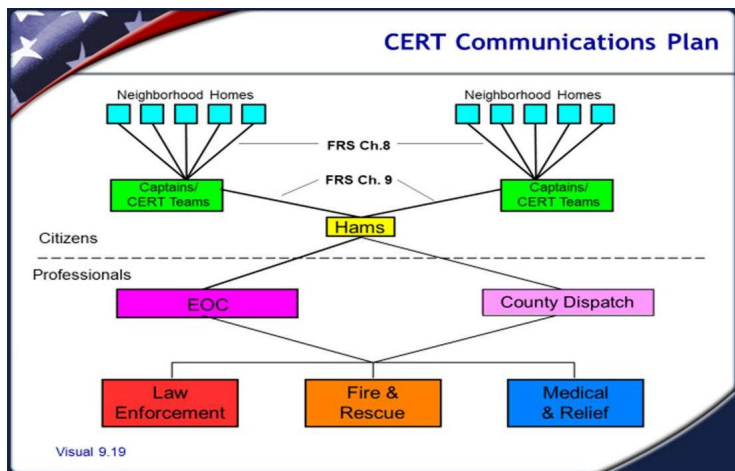 CERT Communications Plan
Neighborhood Homes
Neighborhood Homes
FRS Ch.8
FRS Ch. 9
Captains/
CERT Teams
Captains/
CERT Teams
Hams
Citizens
Professionals
EOC
County Dispatch
Law
Enforcement
Fire &
Rescue
Medical
& Relief
Visual 9.19